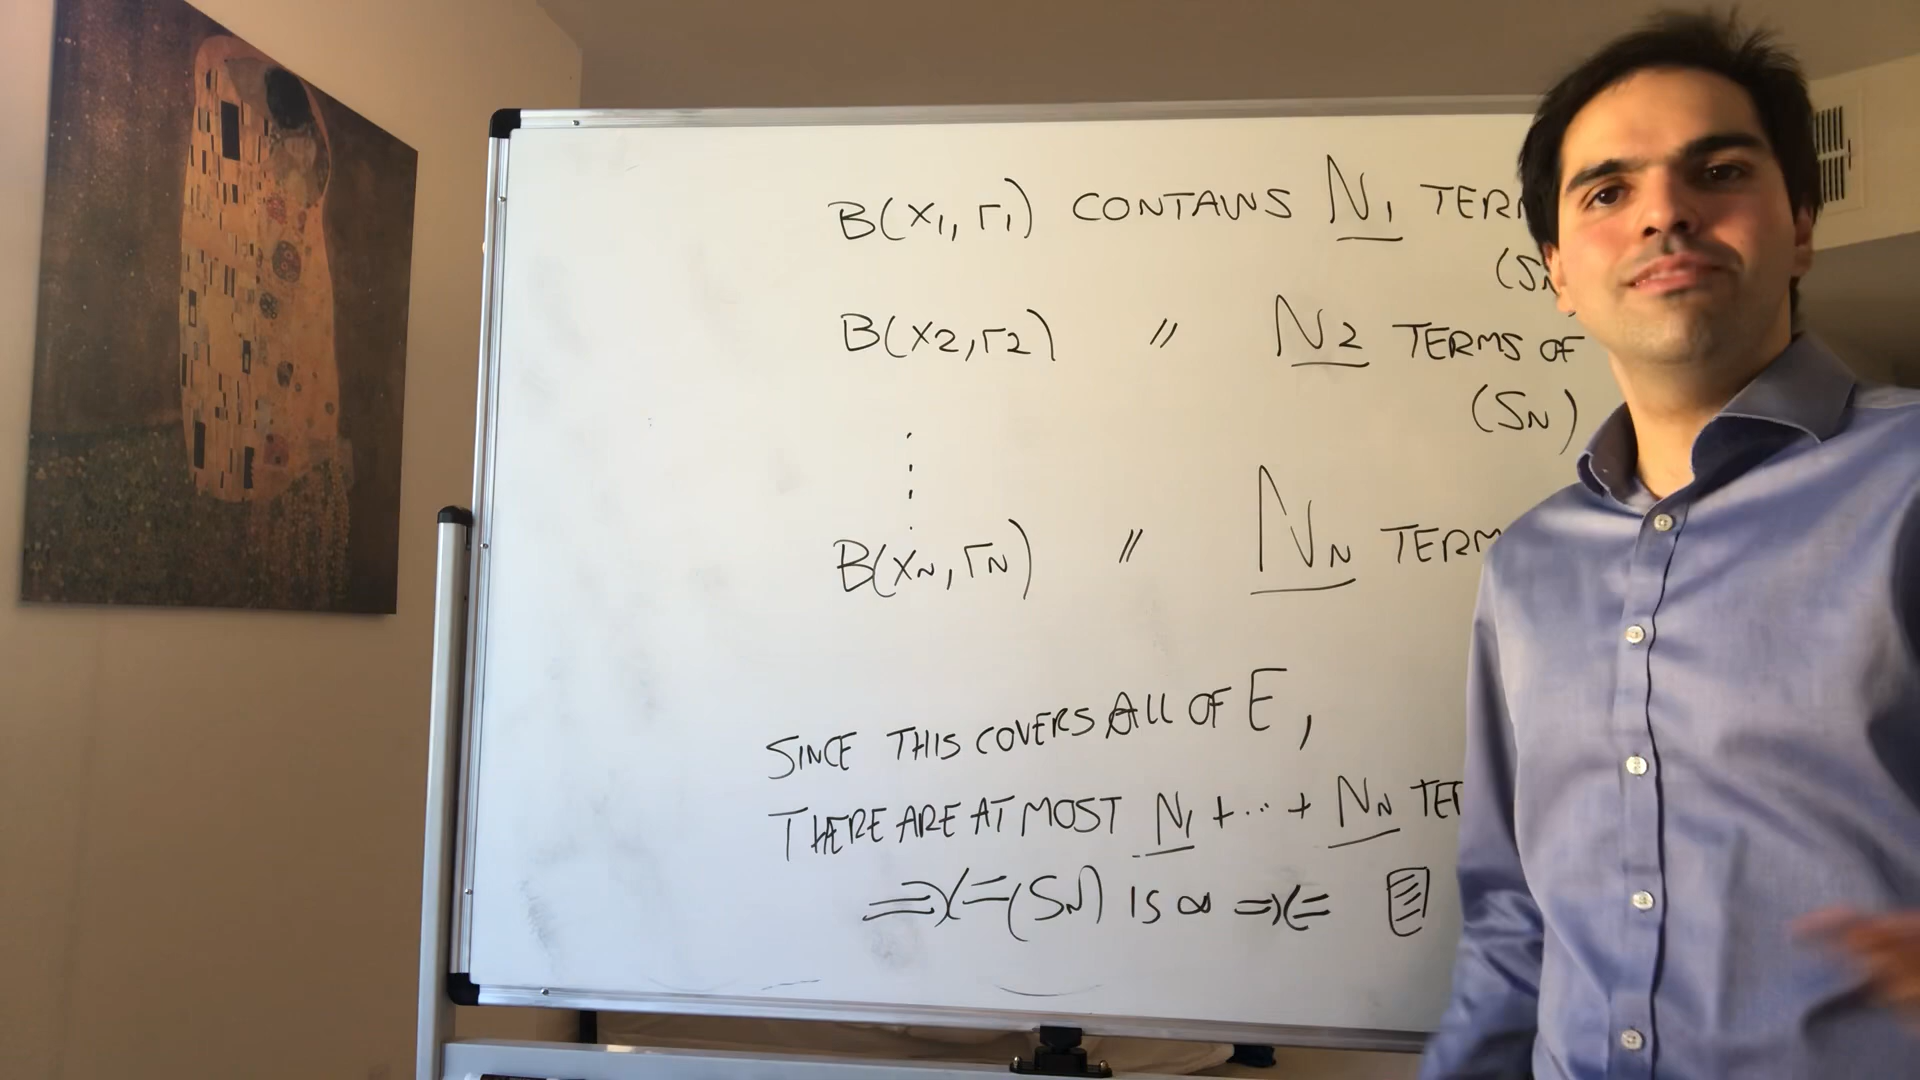 B(x1, r1) CONTAINS N1
B(x2, r2) // N2 TERMS OF
(SN)
B(xN, rN) // NN
SINCE THIS COVERS ALL OF E,
THERE ARE AT MOST N1 + ... + NN
=>(= (SN) IS ∞ =>(=